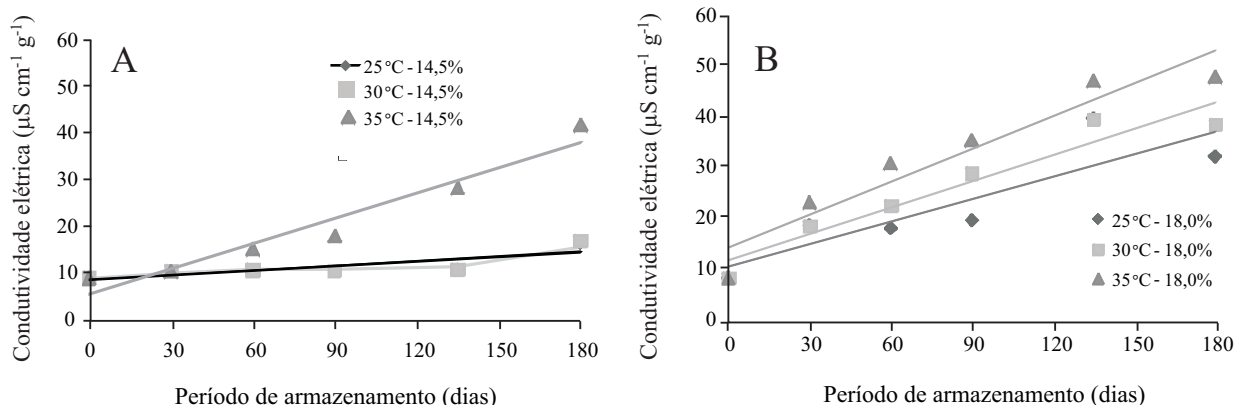 A
Condutividade elétrica (µS cm⁻¹ g⁻¹)
60
50
40
30
20
10
0
25°C - 14,5%
30°C - 14,5%
35°C - 14,5%
0 30 60 90 120 150 180
Período de armazenamento (dias)
B
Condutividade elétrica (µS cm⁻¹ g⁻¹)
60
50
40
30
20
10
0
25°C - 18,0%
30°C - 18,0%
35°C - 18,0%
0 30 60 90 120 150 180
Período de armazenamento (dias)